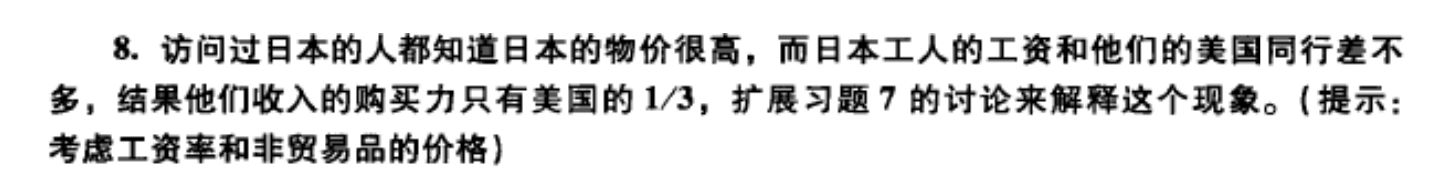 8. 访问过日本的人都知道日本的物价很高，而日本工人的工资和他们的美国同行差不
多，结果他们收入的购买力只有美国的 1/3，扩展习题 7 的讨论来解释这个现象。(提示：
考虑工资率和非贸易品的价格)